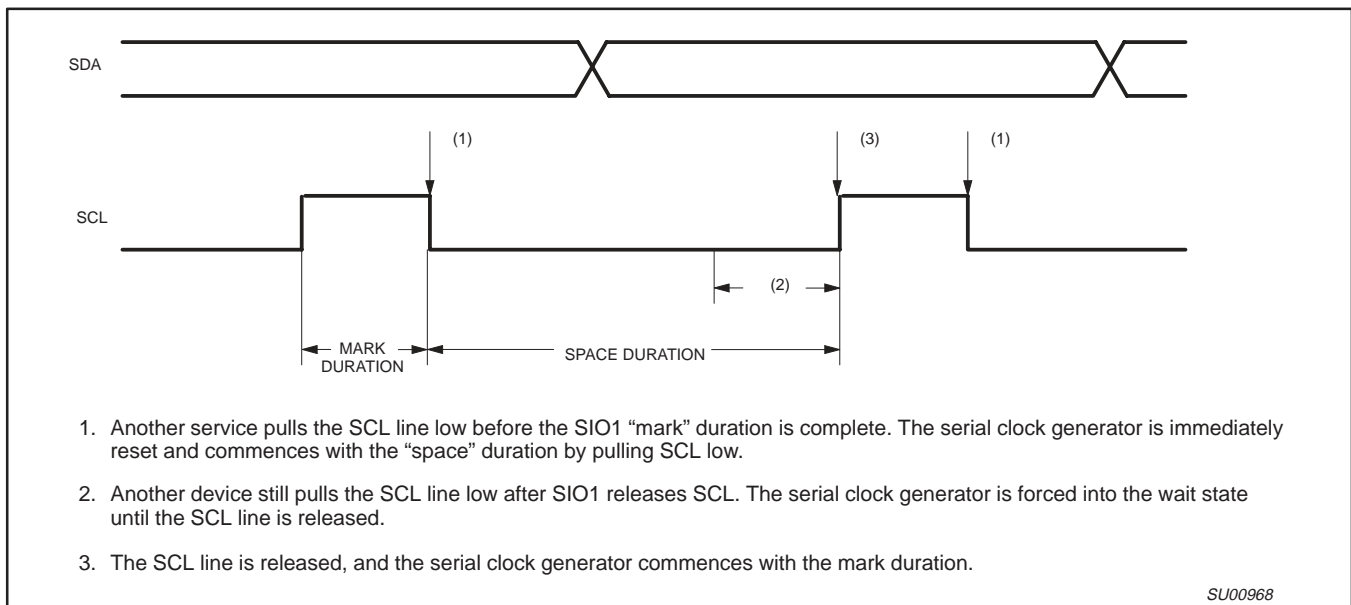 SDA
(1)
(3)
(1)
SCL
(2)
MARK
DURATION
SPACE DURATION
1. Another service pulls the SCL line low before the SIO1 “mark” duration is complete. The serial clock generator is immediately
reset and commences with the “space” duration by pulling SCL low.
2. Another device still pulls the SCL line low after SIO1 releases SCL. The serial clock generator is forced into the wait state
until the SCL line is released.
3. The SCL line is released, and the serial clock generator commences with the mark duration.
SU00968